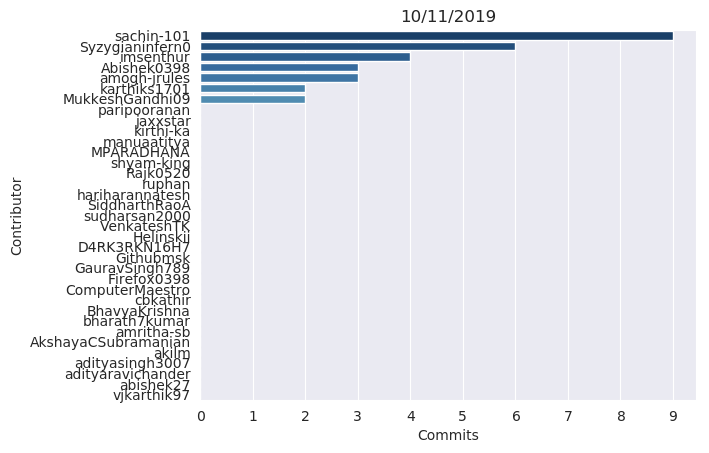 10/11/2019
sachin-101
Syzygianinfern0
imsenthur
Abishek0398
amogh-jrules
karthiks1701
MukkeshGandhi09
paripooranan
jaxxstar
kirthi-ka
manuaatitya
MPARADHANA
shyam-king
Rajk0520
ruphan
hariharannatesh
SiddharthRaoA
sudharsan2000
VenkateshTK
Helinskij
D4RK3RKN16H7
Githubmsk
GauravSingh789
Firefox0398
ComputerMaestro
cbkathir
BhavyaKrishna
bharath7kumar
amritha-sb
AkshayaCSubramanian
akilm
adityasingh3007
adityaravichander
abishek27
vjkarthik97
Contributor
0 1 2 3 4 5 6 7 8 9
Commits